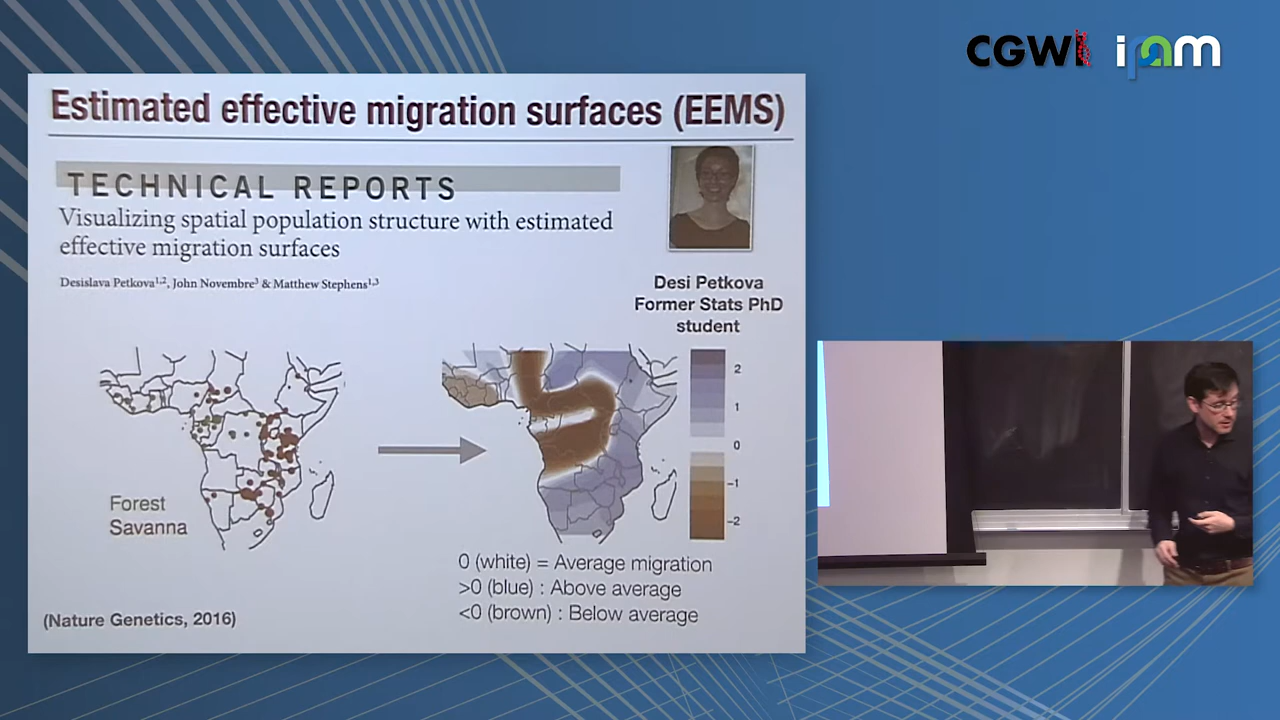 CGWI ipam
Estimated effective migration surfaces (EEMS)
TECHNICAL REPORTS
Visualizing spatial population structure with estimated
effective migration surfaces
Desislava Petkova1,2, John Novembre3 & Matthew Stephens1,3
Desi Petkova
Former Stats PhD
student
2
1
0
−1
−2
Forest
Savanna
0 (white) = Average migration
>0 (blue) : Above average
<0 (brown) : Below average
(Nature Genetics, 2016)